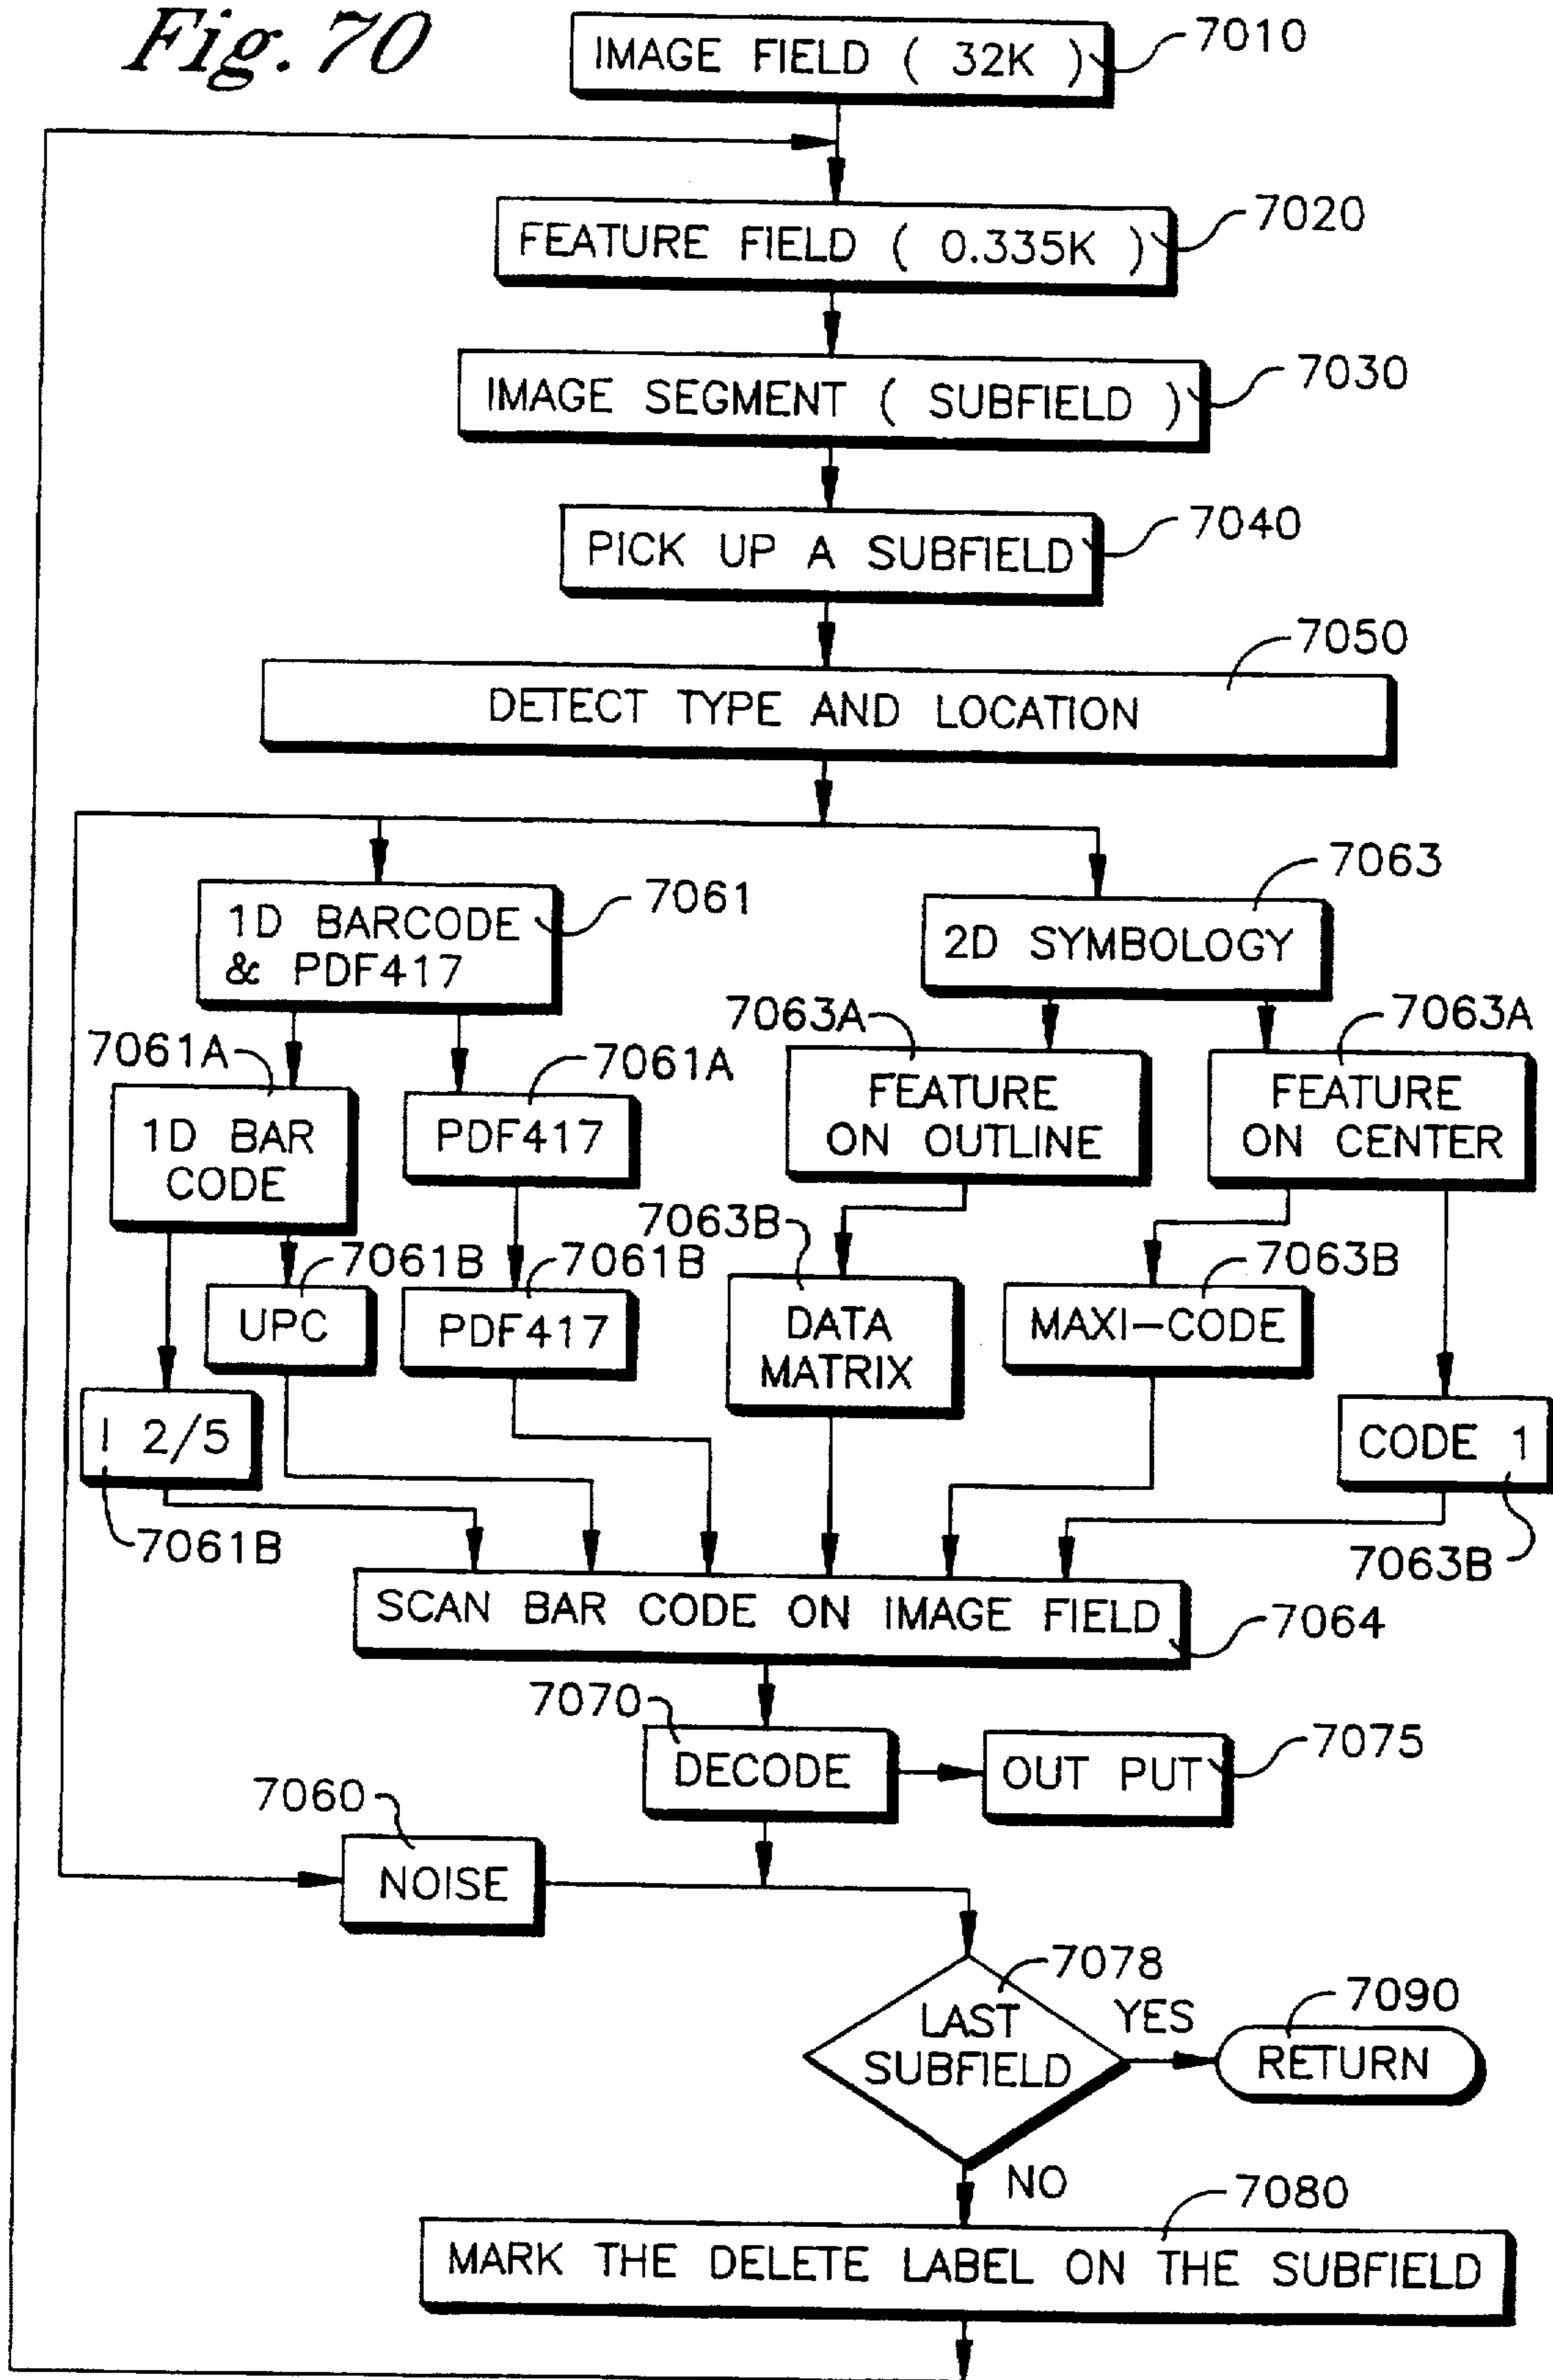 Fig. 70
IMAGE FIELD ( 32K )
7010
FEATURE FIELD ( 0.335K )
7020
IMAGE SEGMENT ( SUBFIELD )
7030
PICK UP A SUBFIELD
7040
7050
DETECT TYPE AND LOCATION
1D BARCODE
& PDF417
7061
7063
2D SYMBOLOGY
7061A
1D BAR
CODE
7061A
PDF417
7063A
FEATURE
ON OUTLINE
7063A
FEATURE
ON CENTER
7061B
UPC
7061B
PDF417
7063B
DATA
MATRIX
7063B
MAXI-CODE
I 2/5
7061B
CODE 1
7063B
SCAN BAR CODE ON IMAGE FIELD
7064
7070
DECODE
OUT PUT
7075
7060
NOISE
7078
LAST
SUBFIELD
YES
7090
RETURN
NO
7080
MARK THE DELETE LABEL ON THE SUBFIELD